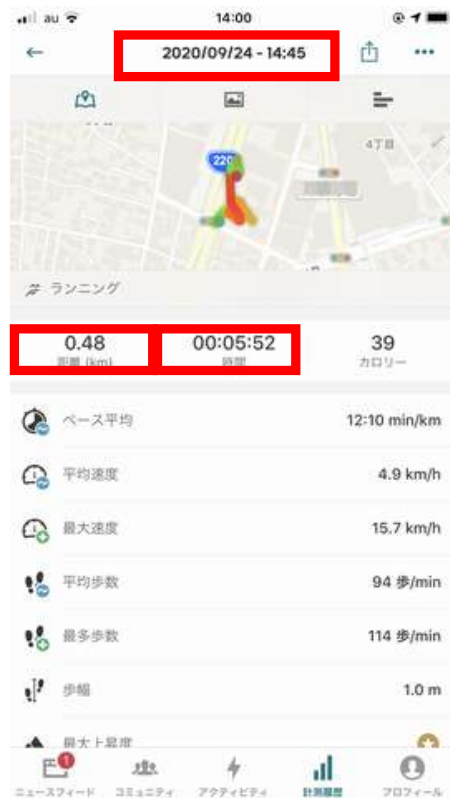 au 14:00
2020/09/24 - 14:45
220
4丁目
ランニング
0.48 00:05:52 39
距離 (km) 時間 カロリー
ペース平均 12:10 min/km
平均速度 4.9 km/h
最大速度 15.7 km/h
平均歩数 94 歩/min
最多歩数 114 歩/min
歩幅 1.0 m
最大上昇度
1
ニュースフィード コミュニティ アクティビティ 計測履歴 プロフィール